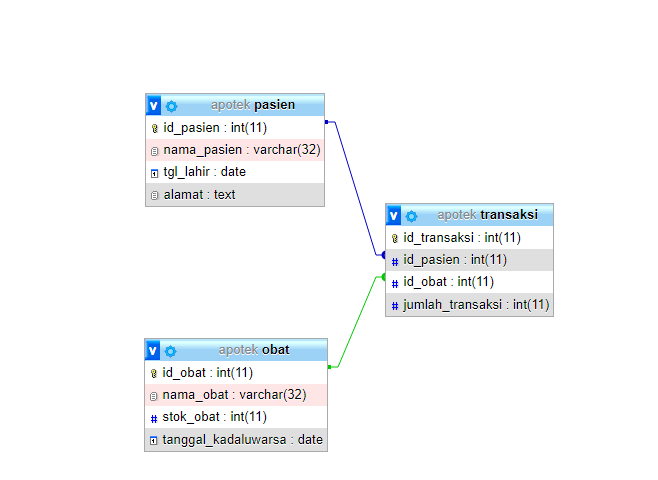 apotek pasien
id_pasien : int(11)
nama_pasien : varchar(32)
tgl_lahir : date
alamat : text
apotek transaksi
id_transaksi : int(11)
id_pasien : int(11)
id_obat : int(11)
jumlah_transaksi : int(11)
apotek obat
id_obat : int(11)
nama_obat : varchar(32)
stok_obat : int(11)
tanggal_kadaluwarsa : date